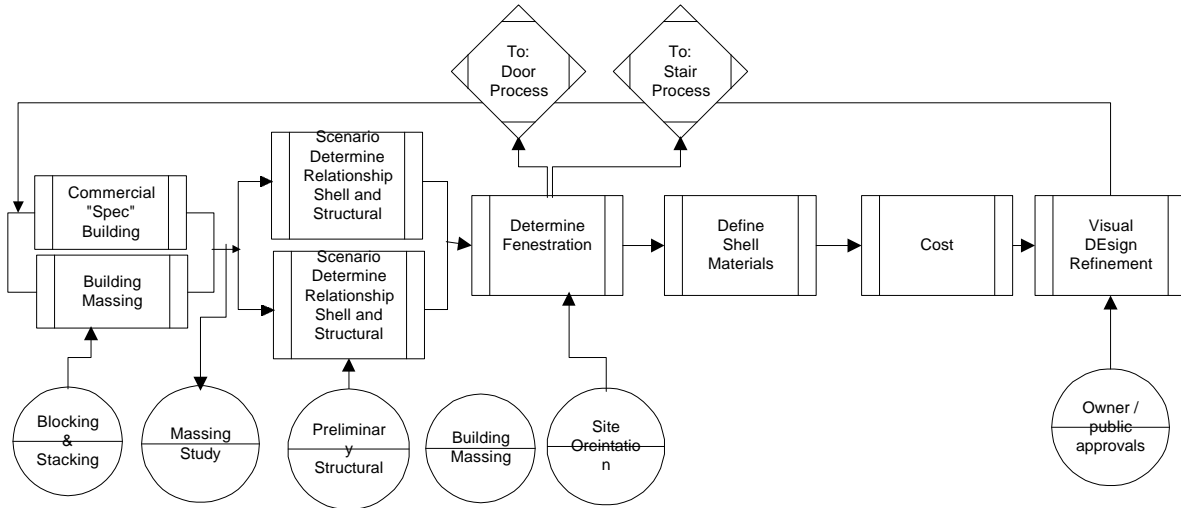 To:
Door
Process
To:
Stair
Process
Commercial
"Spec"
Building
Building
Massing
Scenario
Determine
Relationship
Shell and
Structural
Scenario
Determine
Relationship
Shell and
Structural
Determine
Fenestration
Define
Shell
Materials
Cost
Visual
DEsign
Refinement
Blocking
&
Stacking
Massing
Study
Preliminar
y
Structural
Building
Massing
Site
Orcintatio
n
Owner /
public
approvals